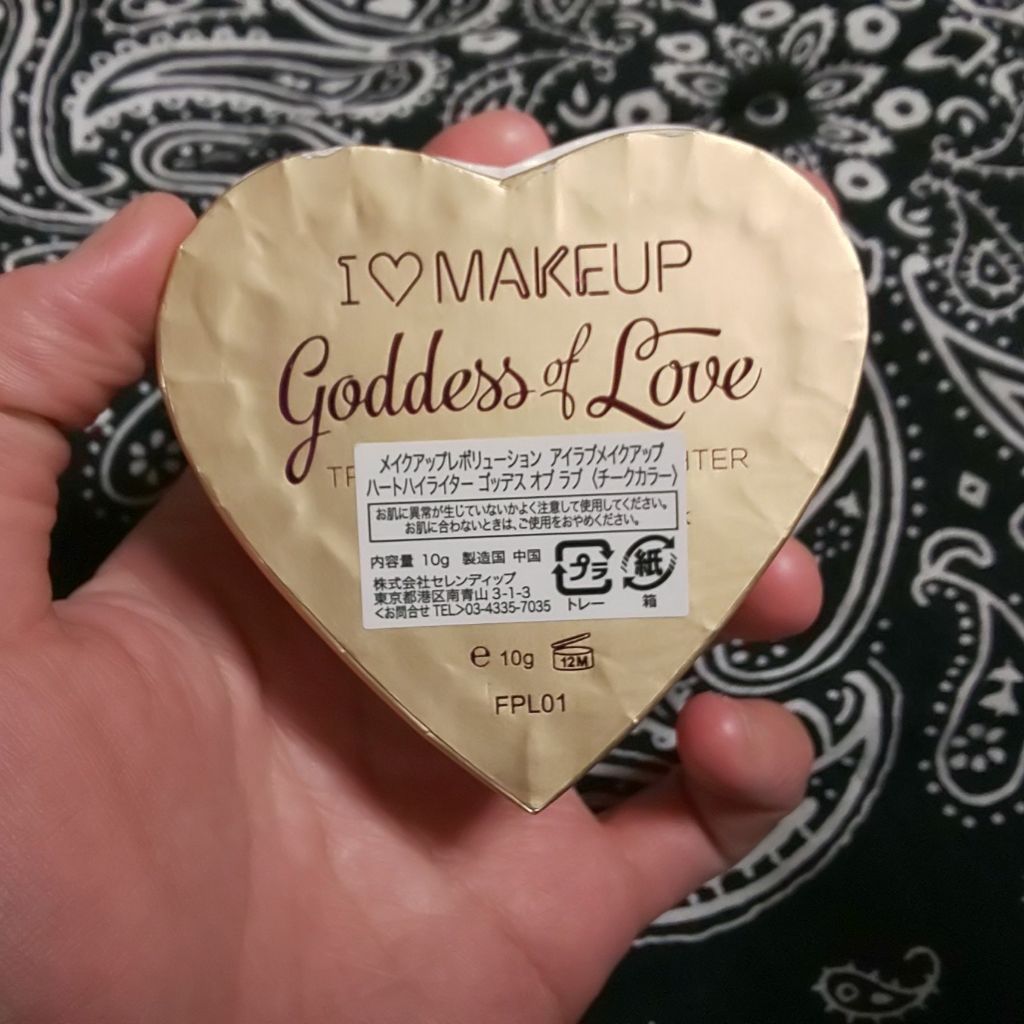 I♡MAKEUP
Goddess of Love
メイクアップレボリューション アイラブメイクアップ
ハートハイライター ゴッデス オブ ラブ〈チークカラー〉
お肌に異常が生じていないかよく注意して使用してください。
お肌に合わないときは、ご使用をおやめください。
内容量 10g 製造国 中国
株式会社セレンディップ
東京都港区南青山 3-1-3
<お問合せ TEL>03-4335-7035
プラ
トレー
紙
箱
℮ 10g 12M
FPL01